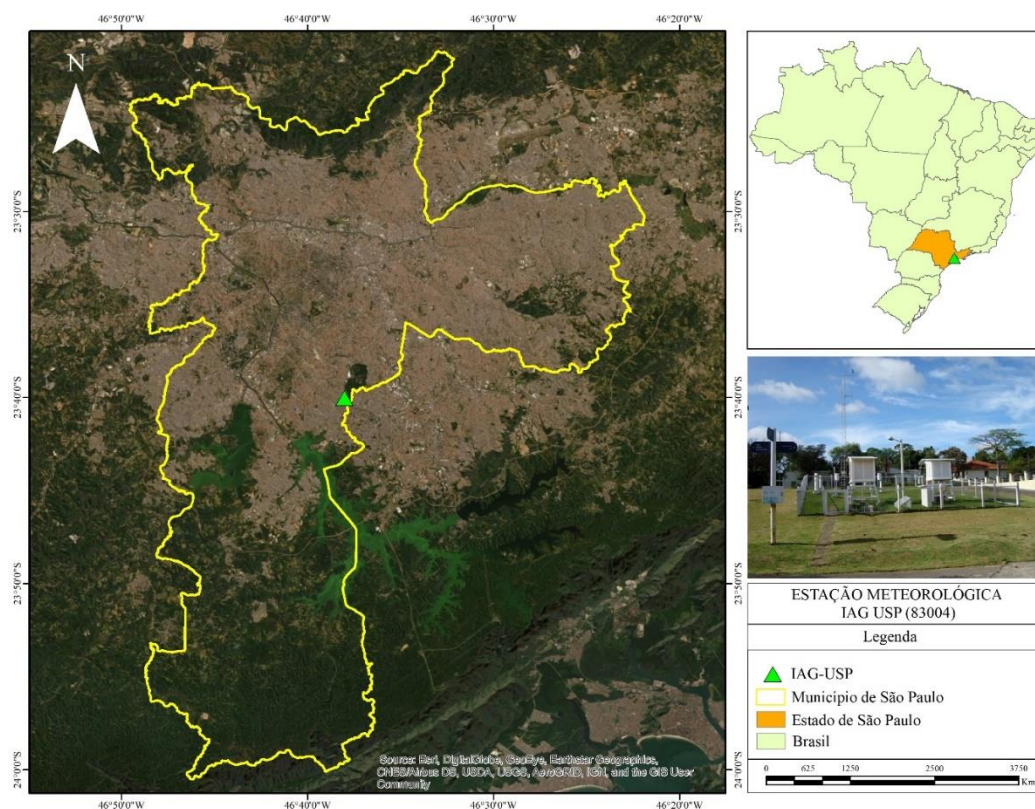 46°50'0"W 46°40'0"W 46°30'0"W 46°20'0"W
N
23°30'0"S
23°40'0"S
23°50'0"S
24°0'0"S
23°30'0"S
23°40'0"S
23°50'0"S
24°0'0"S
Source: Esri, DigitalGlobe, GeoEye, Earthstar Geographics,
CNES/Airbus DS, USDA, USGS, AeroGRID, IGN, and the GIS User
Community
46°50'0"W 46°40'0"W 46°30'0"W 46°20'0"W
ESTAÇÃO METEOROLÓGICA
IAG USP (83004)
Legenda
IAG-USP
Municipio de São Paulo
Estado de São Paulo
Brasil
0 625 1250 2500 3750
Km